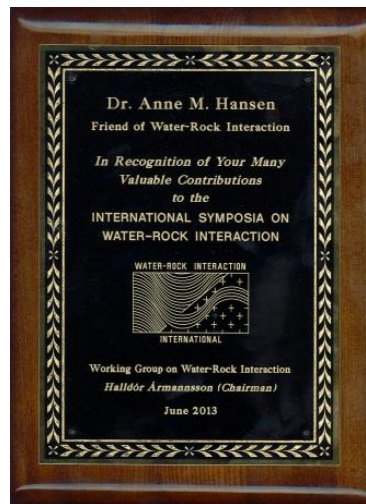 Dr. Anne M. Hansen
Friend of Water-Rock Interaction
In Recognition of Your Many
Valuable Contributions
to the
INTERNATIONAL SYMPOSIA ON
WATER-ROCK INTERACTION
WATER-ROCK INTERACTION
INTERNATIONAL
Working Group on Water-Rock Interaction
Halldór Ármannsson (Chairman)
June 2013